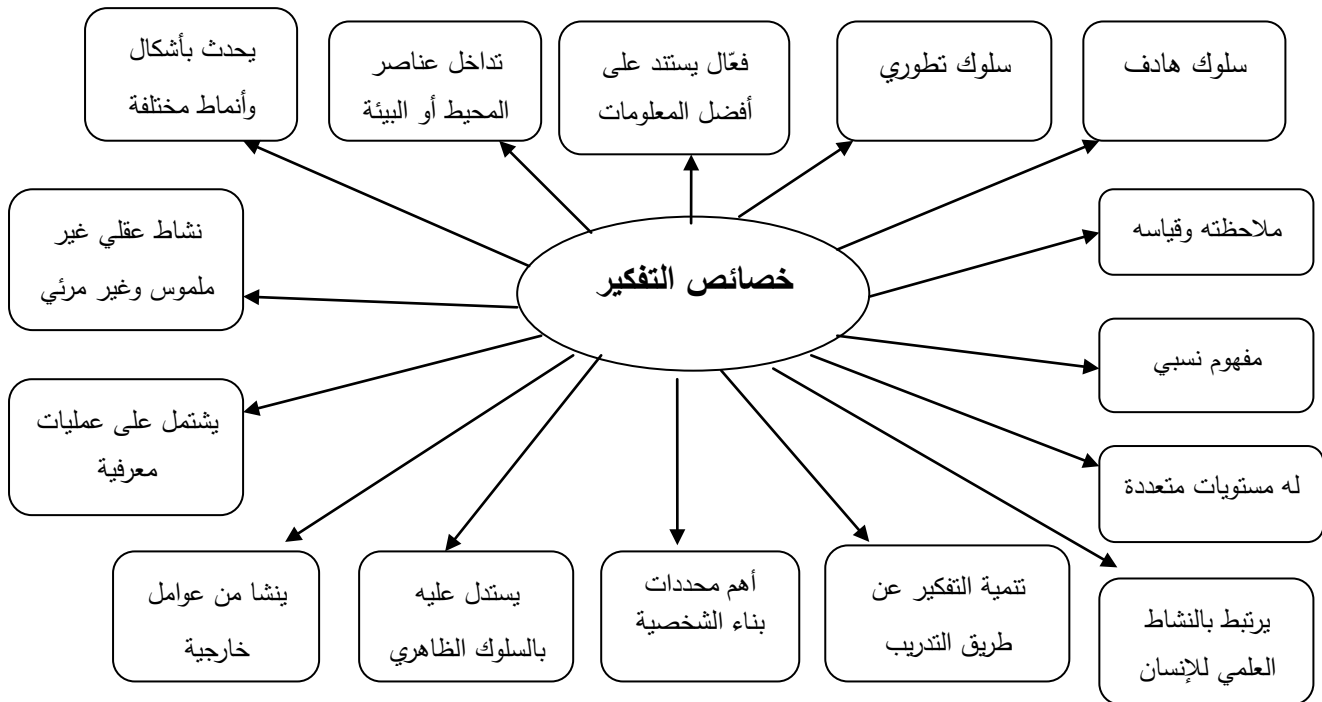 سلوك هادف
سلوك تطوري
فعّال يستند على
أفضل المعلومات
تداخل عناصر
المحيط أو البيئة
يحدث بأشكال
وأنماط مختلفة
ملاحظته وقياسه
نشاط عقلي غير
ملموس وغير مرئي
خصائص التفكير
مفهوم نسبي
يشتمل على عمليات
معرفية
له مستويات متعددة
يرتبط بالنشاط
العلمي للإنسان
تنمية التفكير عن
طريق التدريب
أهم محددات
بناء الشخصية
يستدل عليه
بالسلوك الظاهري
ينشا من عوامل
خارجية